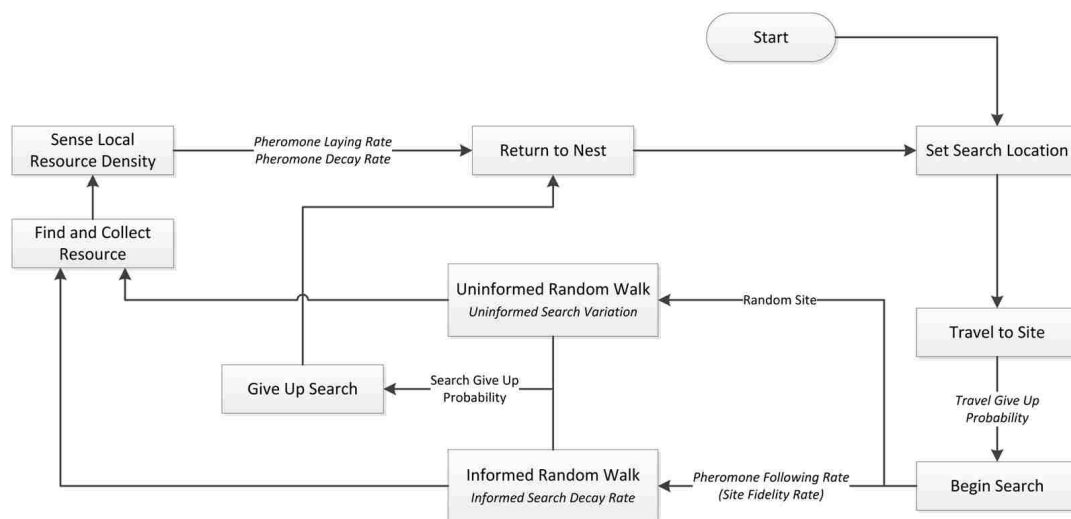 Start
Sense Local
Resource Density
Pheromone Laying Rate
Pheromone Decay Rate
Return to Nest
Set Search Location
Find and Collect
Resource
Uninformed Random Walk
Uninformed Search Variation
Random Site
Travel to Site
Give Up Search
Search Give Up
Probability
Travel Give Up
Probability
Informed Random Walk
Informed Search Decay Rate
Pheromone Following Rate
(Site Fidelity Rate)
Begin Search